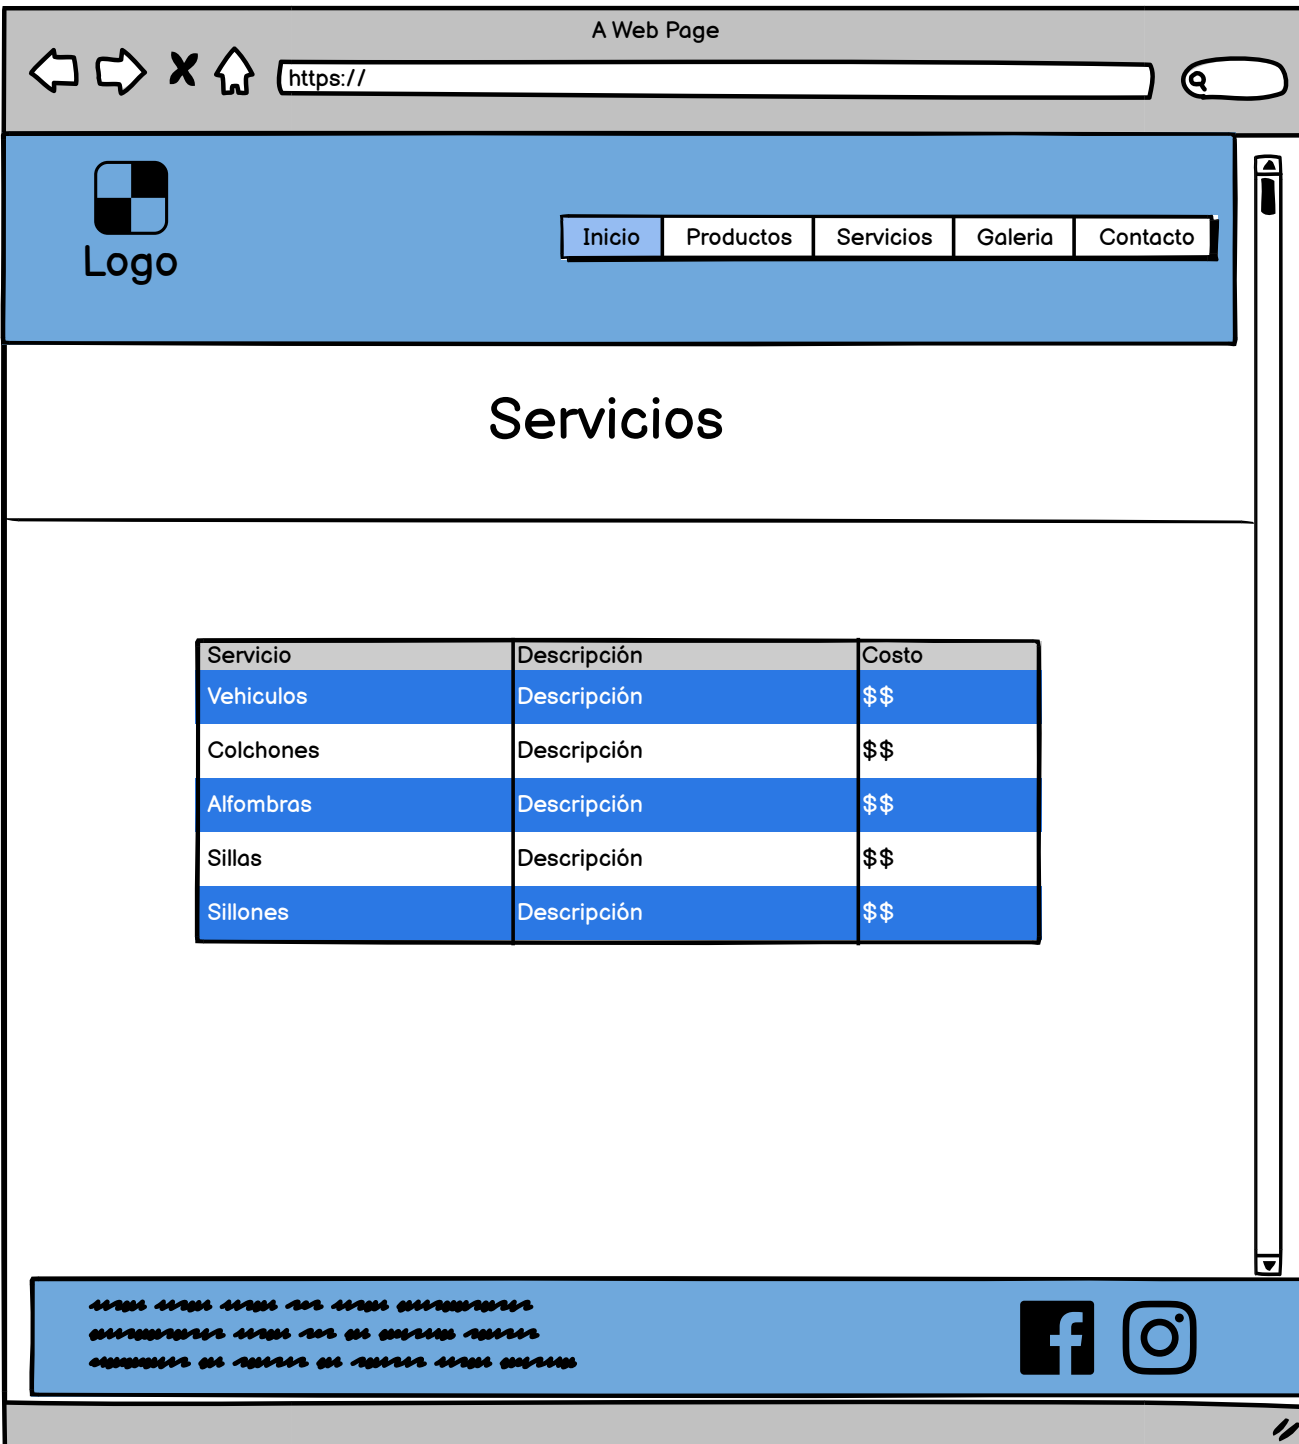 A Web Page
https://
Logo
Inicio Productos Servicios Galeria Contacto
Servicios
Servicio Descripción Costo
Vehiculos Descripción $$
Colchones Descripción $$
Alfombras Descripción $$
Sillas Descripción $$
Sillones Descripción $$